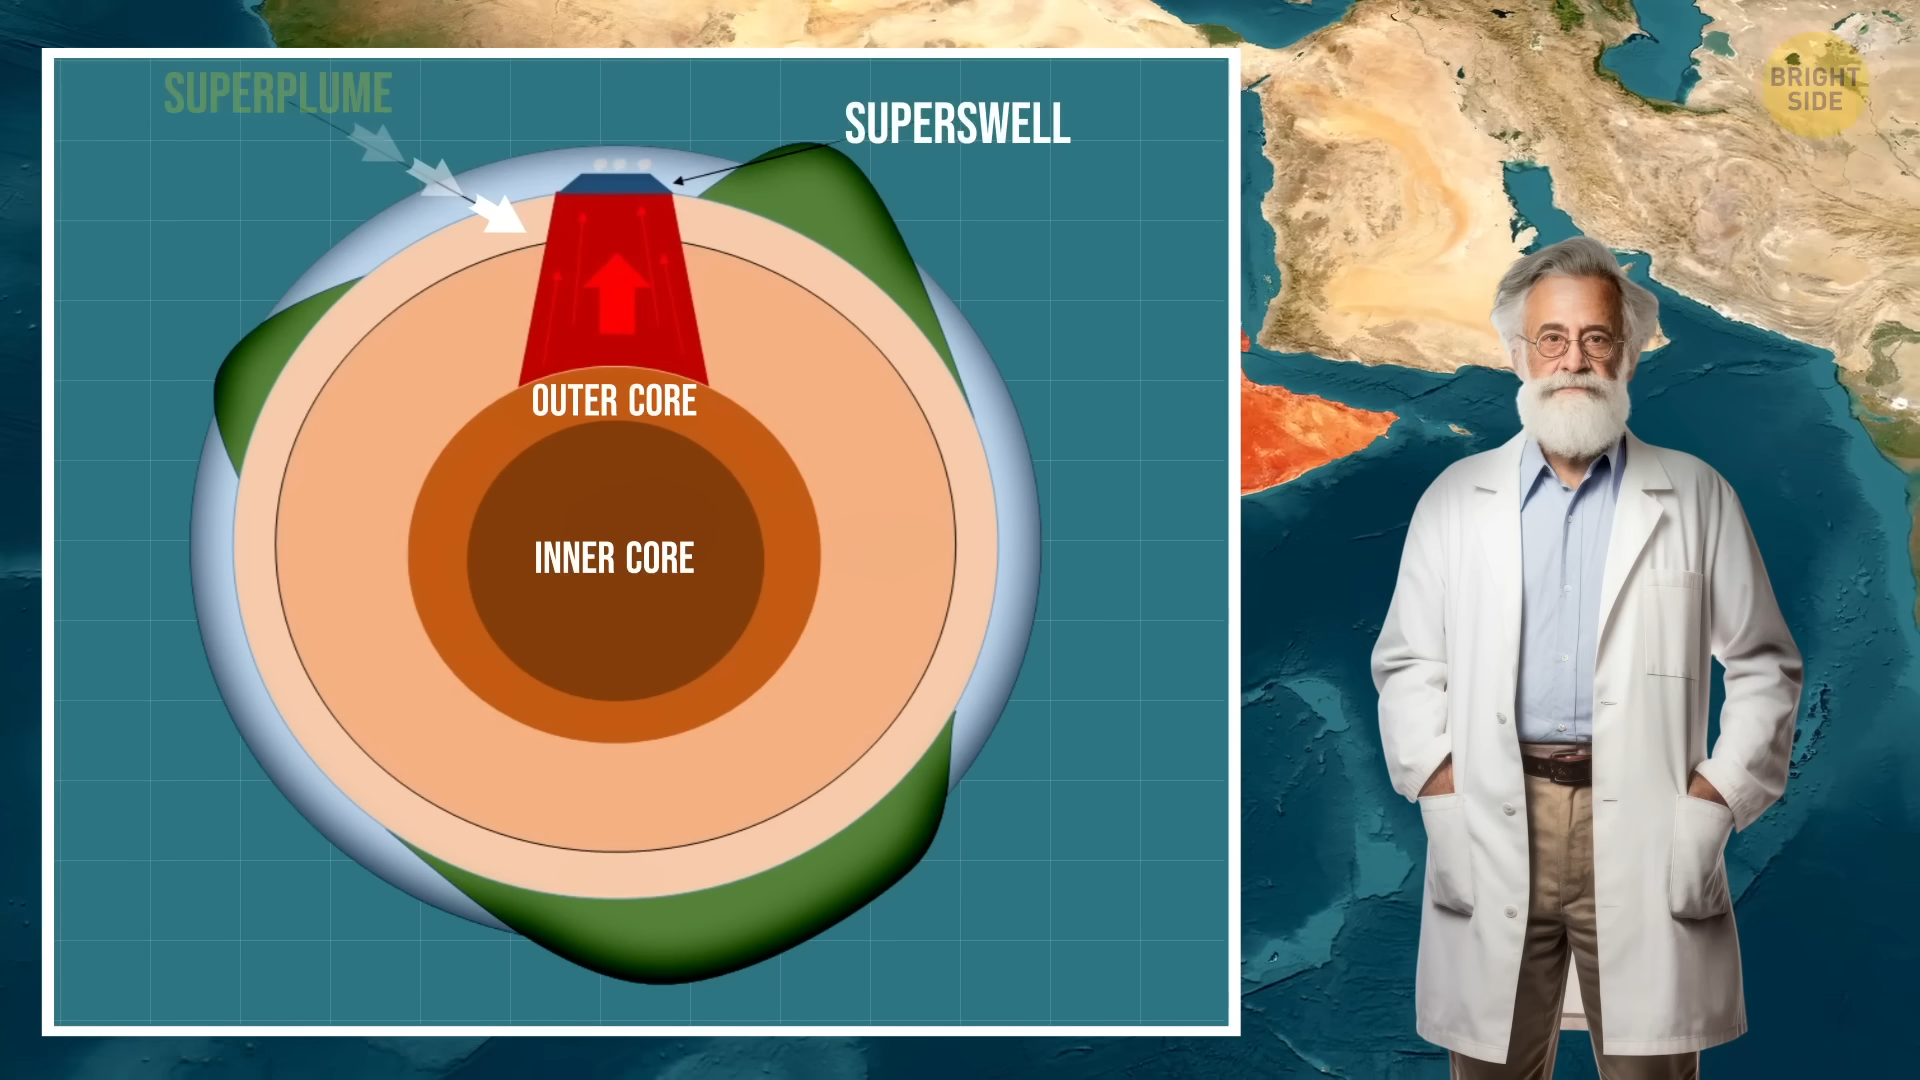 SUPERPLUME
SUPERSWELL
BRIGHT
SIDE
OUTER CORE
INNER CORE